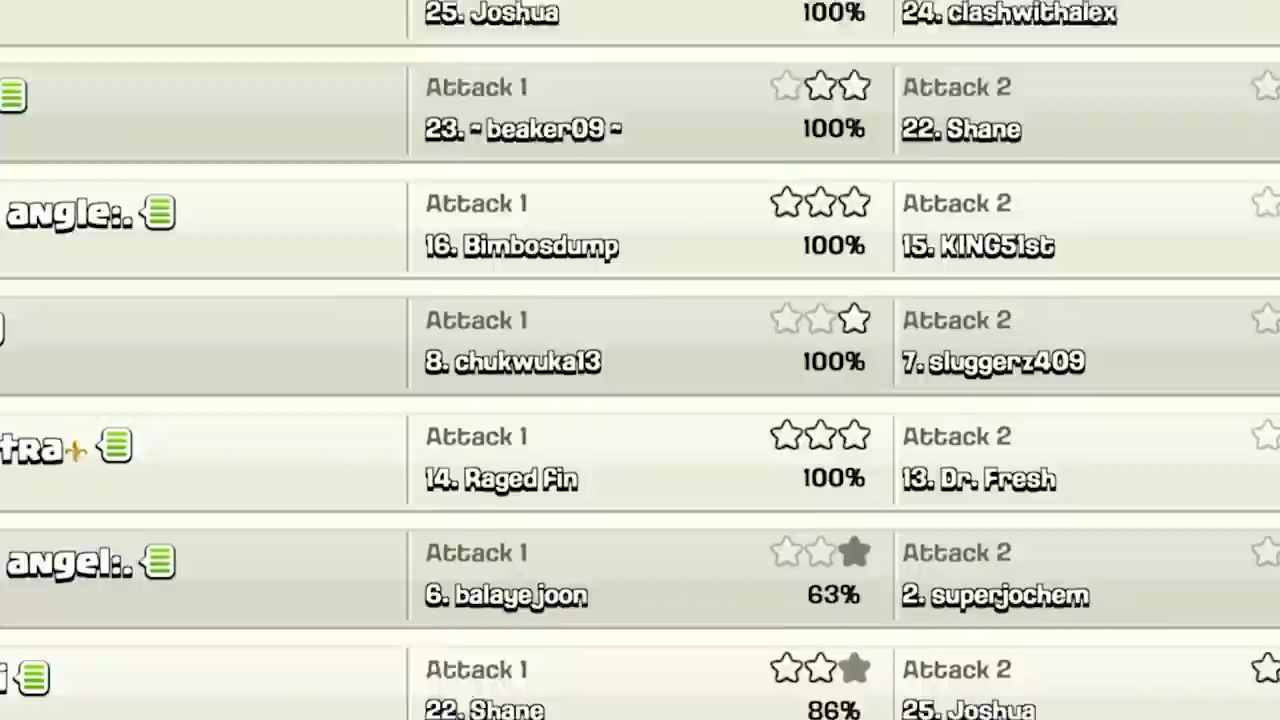 25. Joshua 100% 24. clashwithalex
Attack 1 Attack 2
23. ~ beaker09 ~ 100% 22. Shane
angle:. Attack 1 Attack 2
16. Bimbosdump 100% 15. KING51st
Attack 1 Attack 2
8. chukwuka13 100% 7. sluggerz409
Attack 1 Attack 2
14. Raged Fin 100% 13. Dr. Fresh
angel:. Attack 1 Attack 2
6. balayejoon 63% 2. superjochem
Attack 1 Attack 2
22. Shane 86% 25. Joshua